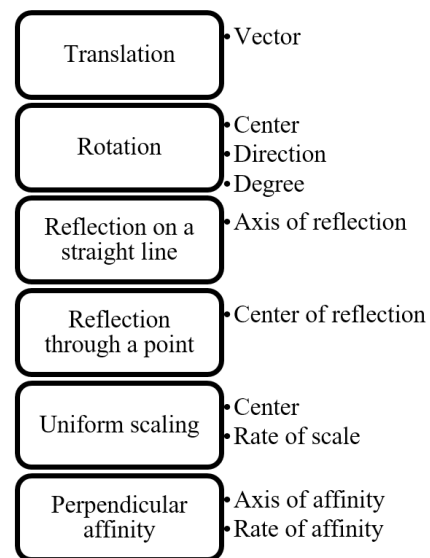 Translation
• Vector
Rotation
• Center
• Direction
• Degree
Reflection on a
straight line
• Axis of reflection
Reflection
through a point
• Center of reflection
Uniform scaling
• Center
• Rate of scale
Perpendicular
affinity
• Axis of affinity
• Rate of affinity